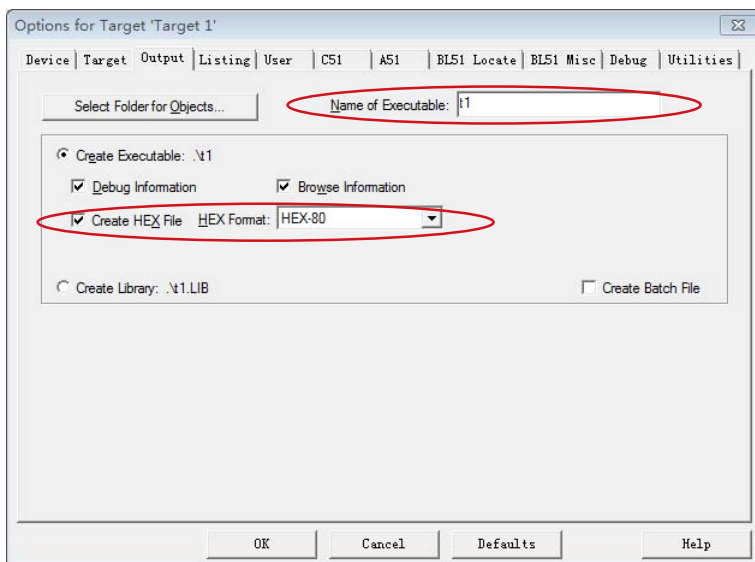 Options for Target 'Target 1'
Device Target Output Listing User C51 A51 BL51 Locate BL51 Misc Debug Utilities
Select Folder for Objects... Name of Executable: t1
Create Executable: .\t1
Debug Information Browse Information
Create HEX File HEX Format: HEX-80
Create Library: .\t1.LIB Create Batch File
OK Cancel Defaults Help